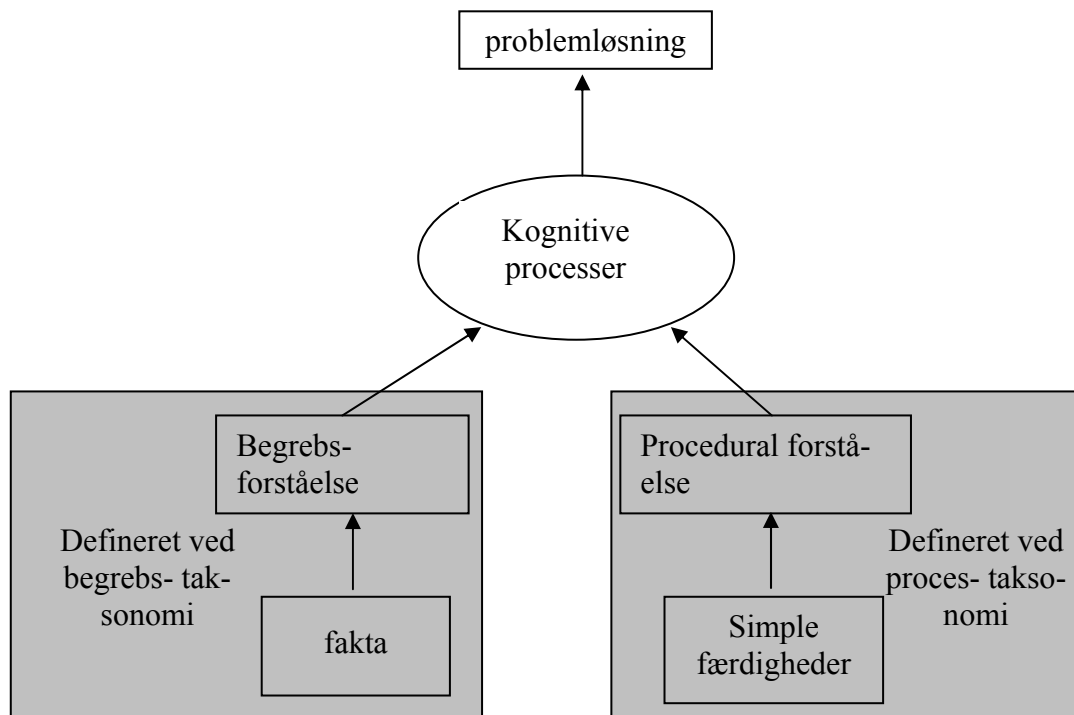 problemløsning
Kognitive
processer
Begrebs-
forståelse
Procedural forstå-
else
Defineret ved
begrebs- tak-
sonomi
fakta
Simple
færdigheder
Defineret ved
proces- takso-
nomi